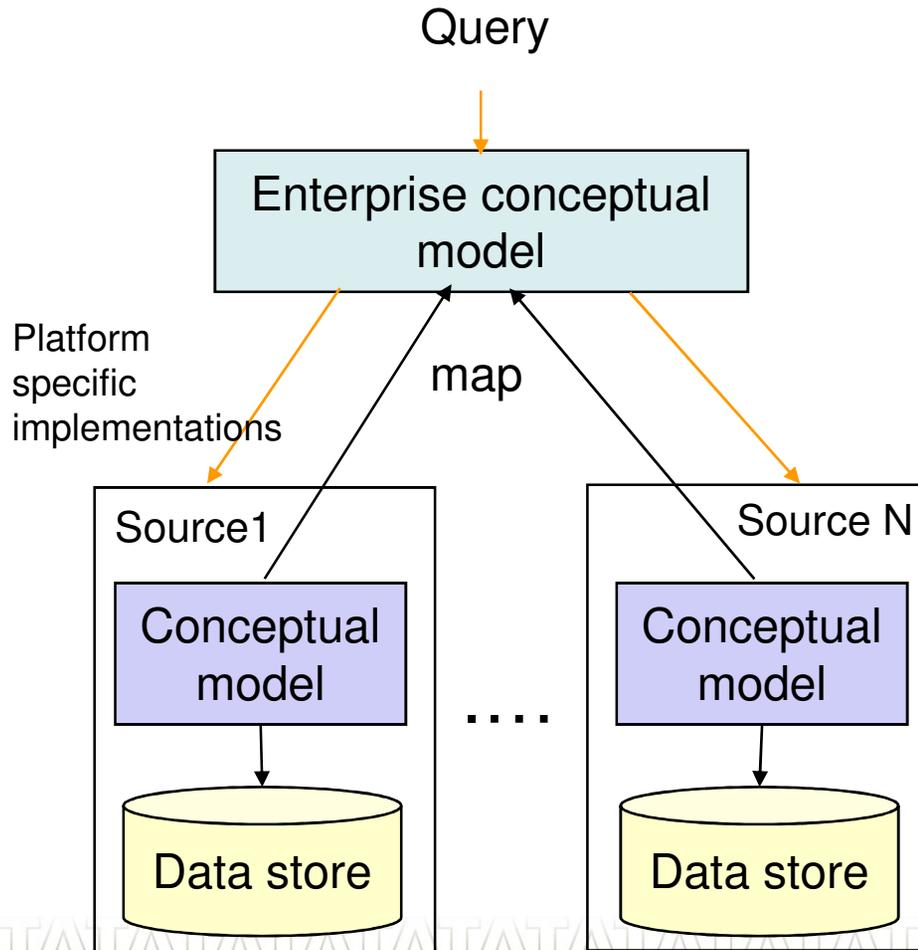 Query
Enterprise conceptual
model
Platform
specific
implementations
map
Source1
Source N
Conceptual
model
Conceptual
model
....
Data store
Data store